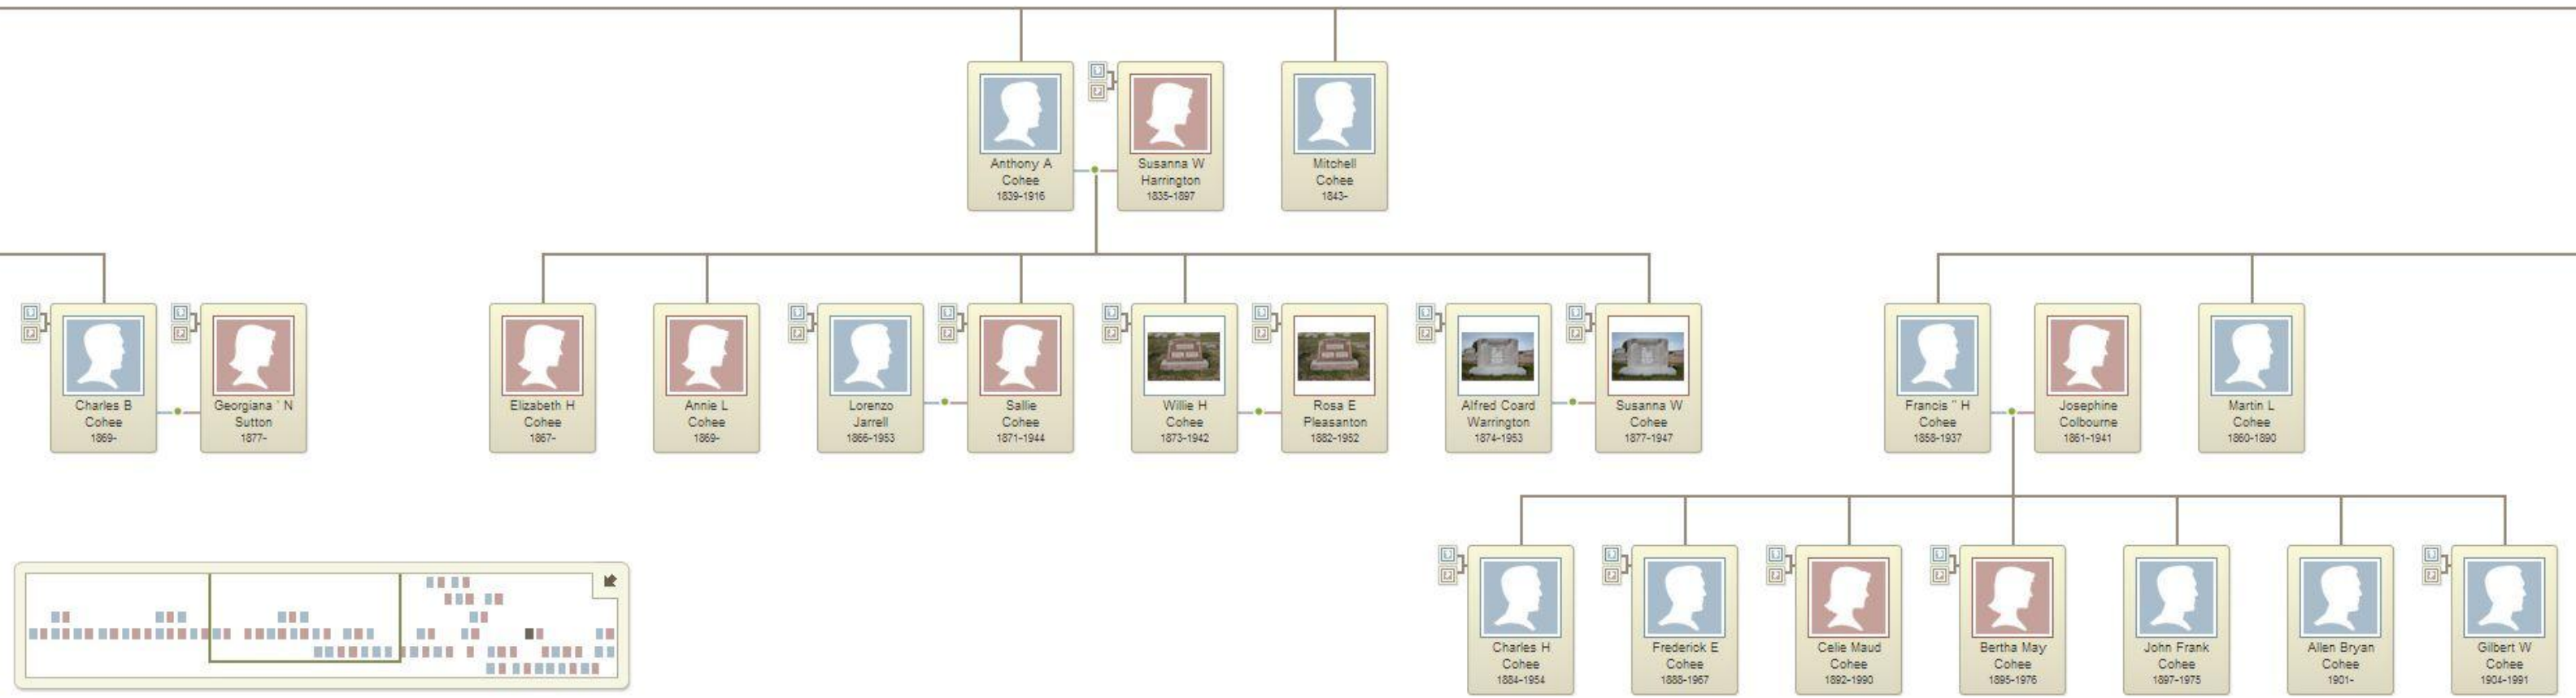 Anthony A
Cohee
1839-1916
Susanna W
Harrington
1835-1897
Mitchell
Cohee
1843-
Charles B
Cohee
1869-
Georgiana ' N
Sutton
1877-
Elizabeth H
Cohee
1867-
Annie L
Cohee
1869-
Lorenzo
Jarrell
1866-1953
Sallie
Cohee
1871-1944
Willie H
Cohee
1873-1942
Rosa E
Pleasanton
1882-1952
Alfred Coard
Warrington
1874-1953
Susanna W
Cohee
1877-1947
Francis " H
Cohee
1858-1937
Josephine
Colbourne
1861-1941
Martin L
Cohee
1860-1890
Charles H
Cohee
1884-1954
Frederick E
Cohee
1888-1967
Celie Maud
Cohee
1892-1990
Bertha May
Cohee
1895-1976
John Frank
Cohee
1897-1975
Allen Bryan
Cohee
1901-
Gilbert W
Cohee
1904-1991